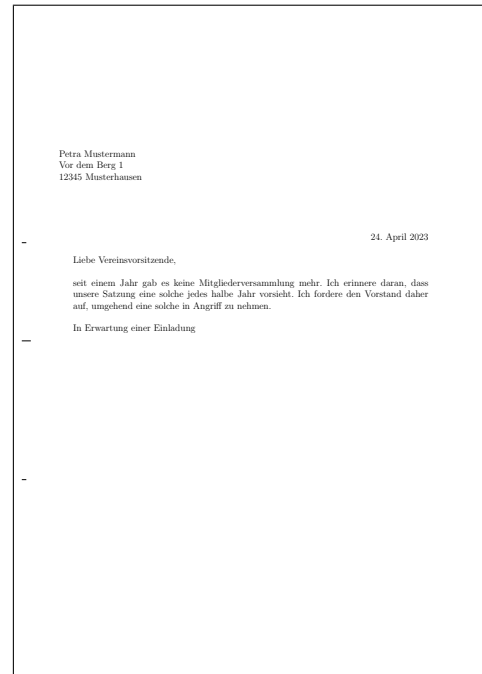 Petra Mustermann
Vor dem Berg 1
12345 Musterhausen
24. April 2023
Liebe Vereinsvorsitzende,
seit einem Jahr gab es keine Mitgliederversammlung mehr. Ich erinnere daran, dass
unsere Satzung eine solche jedes halbe Jahr vorsieht. Ich fordere den Vorstand daher
auf, umgehend eine solche in Angriff zu nehmen.
In Erwartung einer Einladung